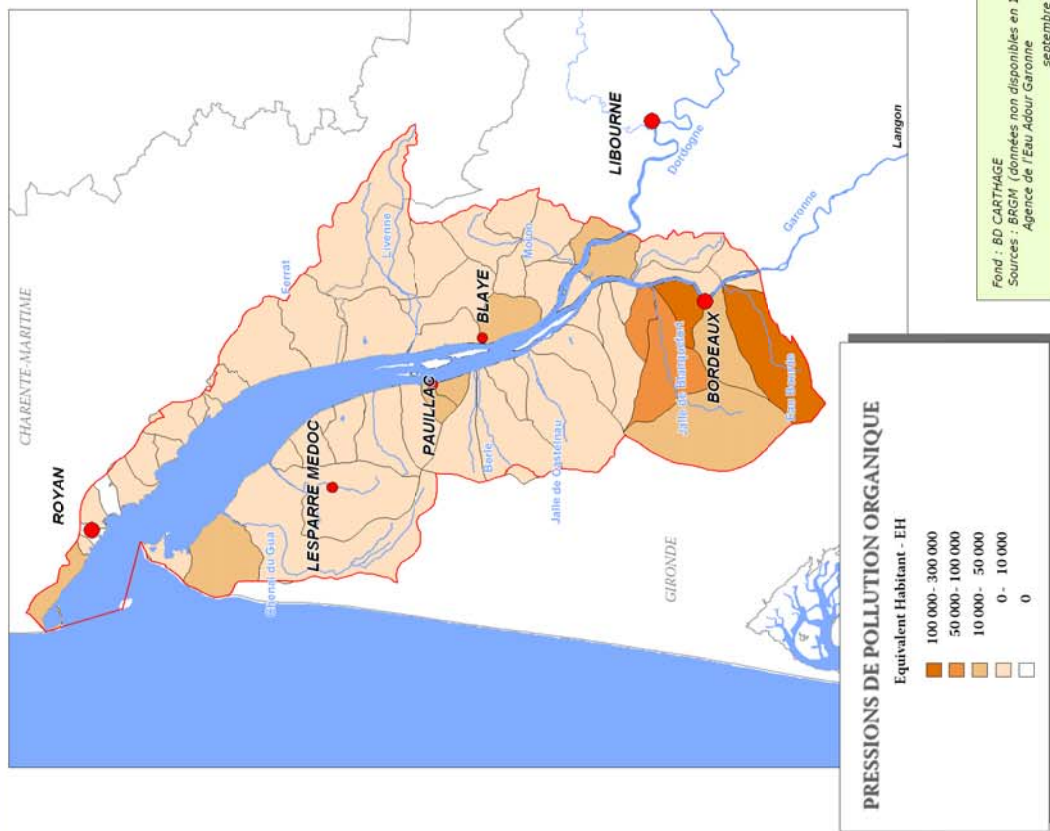 CHARENTE-MARITIME
ROYAN
Ferrat
Livenne
LESPARRE MEDOC
Chenal du Gua
PAUILLAC
BLAYE
Moron
Berle
Jalle de Castelnau
LIBOURNE
Dordogne
GIRONDE
Jalle de Blanquefort
BORDEAUX
Eau Bourde
Garonne
Langon
PRESSIONS DE POLLUTION ORGANIQUE
Equivalent Habitant - EH
100 000 - 300 000
50 000 - 100 000
10 000 - 50 000
0 - 10 000
0
Fond : BD CARTHAGE
Sources : BRGM (données non disponibles en
Agence de l'Eau Adour Garonne
septembre